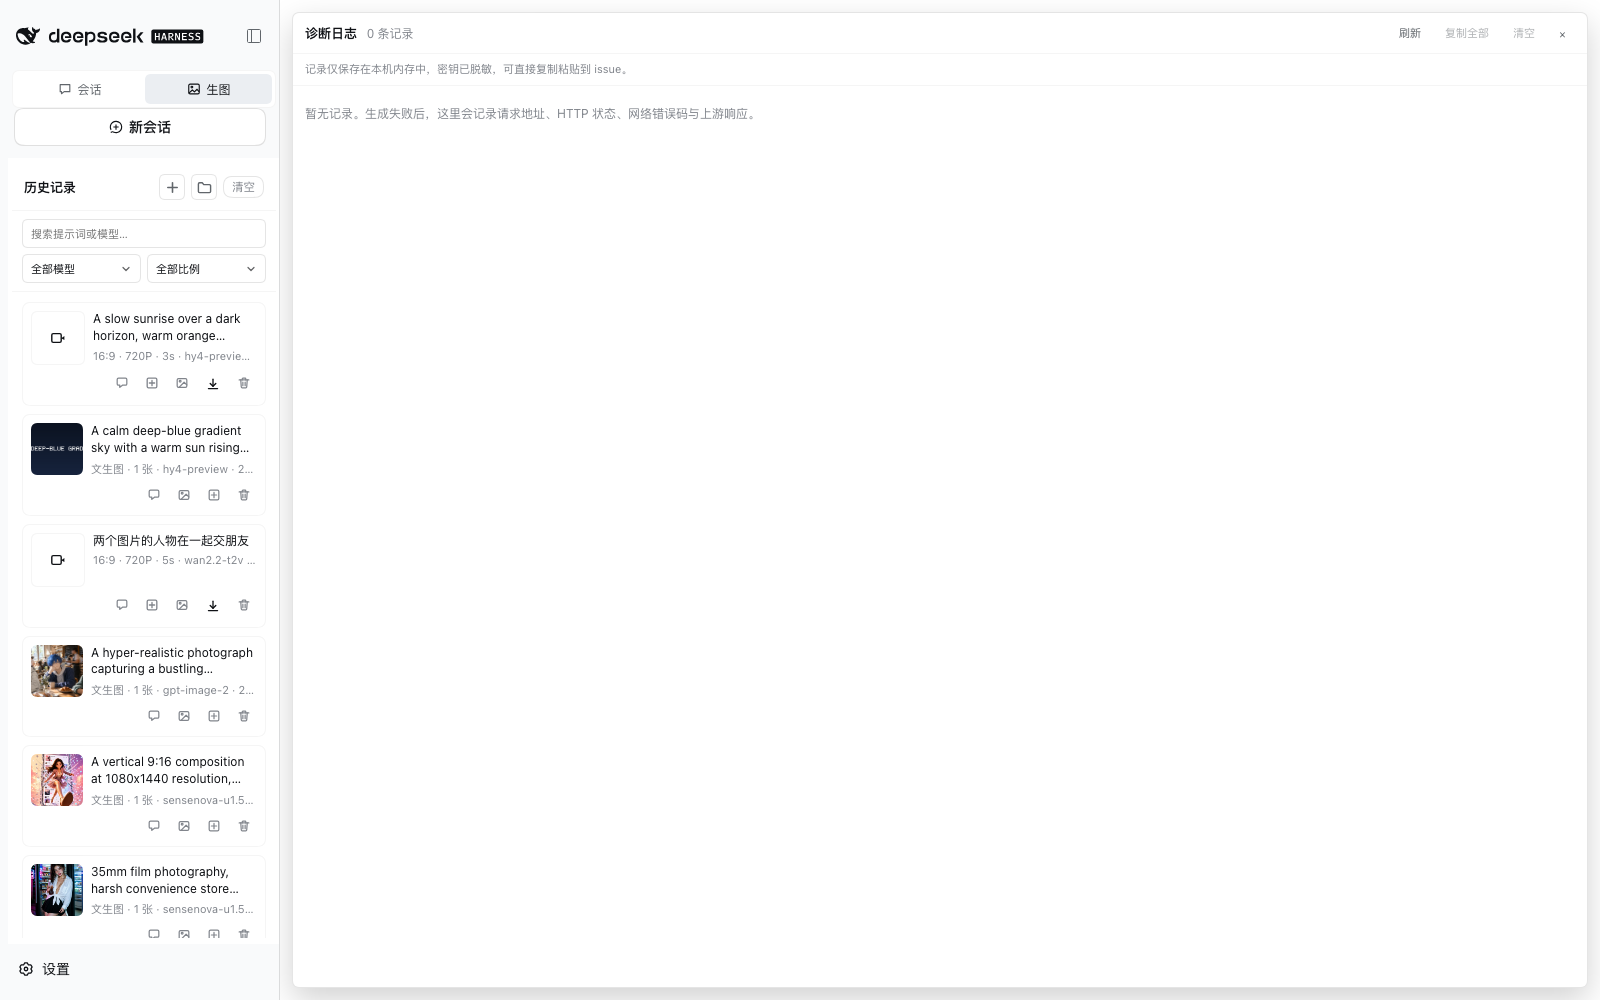 deepseek HARNESS
会话
生图
新会话
历史记录
清空
搜索提示词或模型...
全部模型
全部比例
A slow sunrise over a dark
horizon, warm orange...
16:9 · 720P · 3s · hy4-previe...
DEEP-BLUE GRAD
A calm deep-blue gradient
sky with a warm sun rising...
文生图 · 1 张 · hy4-preview · 2...
两个图片的人物在一起交朋友
16:9 · 720P · 5s · wan2.2-t2v ...
A hyper-realistic photograph
capturing a bustling...
文生图 · 1 张 · gpt-image-2 · 2...
A vertical 9:16 composition
at 1080x1440 resolution,...
文生图 · 1 张 · sensenova-u1.5...
35mm film photography,
harsh convenience store...
文生图 · 1 张 · sensenova-u1.5...
设置
诊断日志 0 条记录
刷新
复制全部
清空
×
记录仅保存在本机内存中，密钥已脱敏，可直接复制粘贴到 issue。
暂无记录。生成失败后，这里会记录请求地址、HTTP 状态、网络错误码与上游响应。